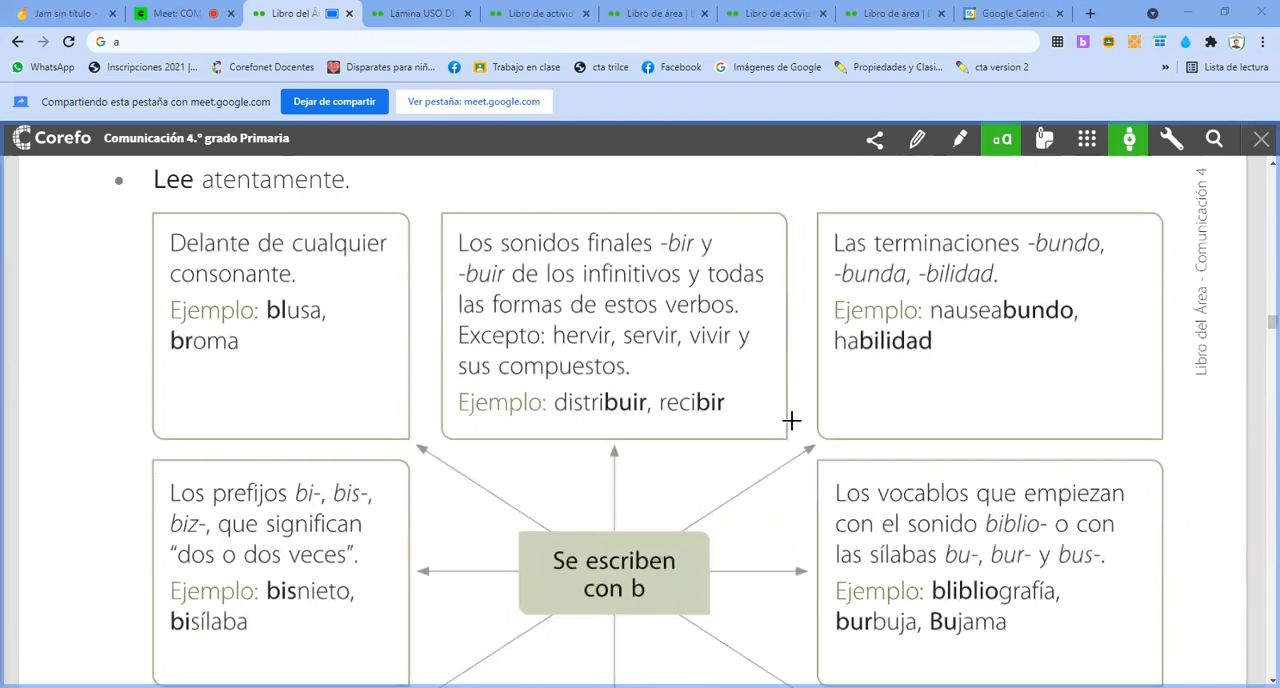 Jam sin título -
Meet: COM
Libro del Á
Lámina USO DE
Libro de activid
Libro de área | E
Libro de activid
Libro de área | E
Google Calenda
a
WhatsApp
Inscripciones 2021 |...
Corefonet Docentes
Disparates para niñ...
Trabajo en clase
cta trilce
Facebook
Imágenes de Google
Propiedades y Clasi...
cta version 2
»
Lista de lectura
Compartiendo esta pestaña con meet.google.com
Dejar de compartir
Ver pestaña: meet.google.com
Corefo
Comunicación 4.º grado Primaria
aa
• Lee atentamente.
Delante de cualquier
consonante.
Ejemplo: blusa,
broma
Los sonidos finales -bir y
-buir de los infinitivos y todas
las formas de estos verbos.
Excepto: hervir, servir, vivir y
sus compuestos.
Ejemplo: distribuir, recibir
Las terminaciones -bundo,
-bunda, -bilidad.
Ejemplo: nauseabundo,
habilidad
Libro del Área - Comunicación 4
Los prefijos bi-, bis-,
biz-, que significan
“dos o dos veces”.
Ejemplo: bisnieto,
bisílaba
Se escriben
con b
Los vocablos que empiezan
con el sonido biblio- o con
las sílabas bu-, bur- y bus-.
Ejemplo: blibliografía,
burbuja, Bujama